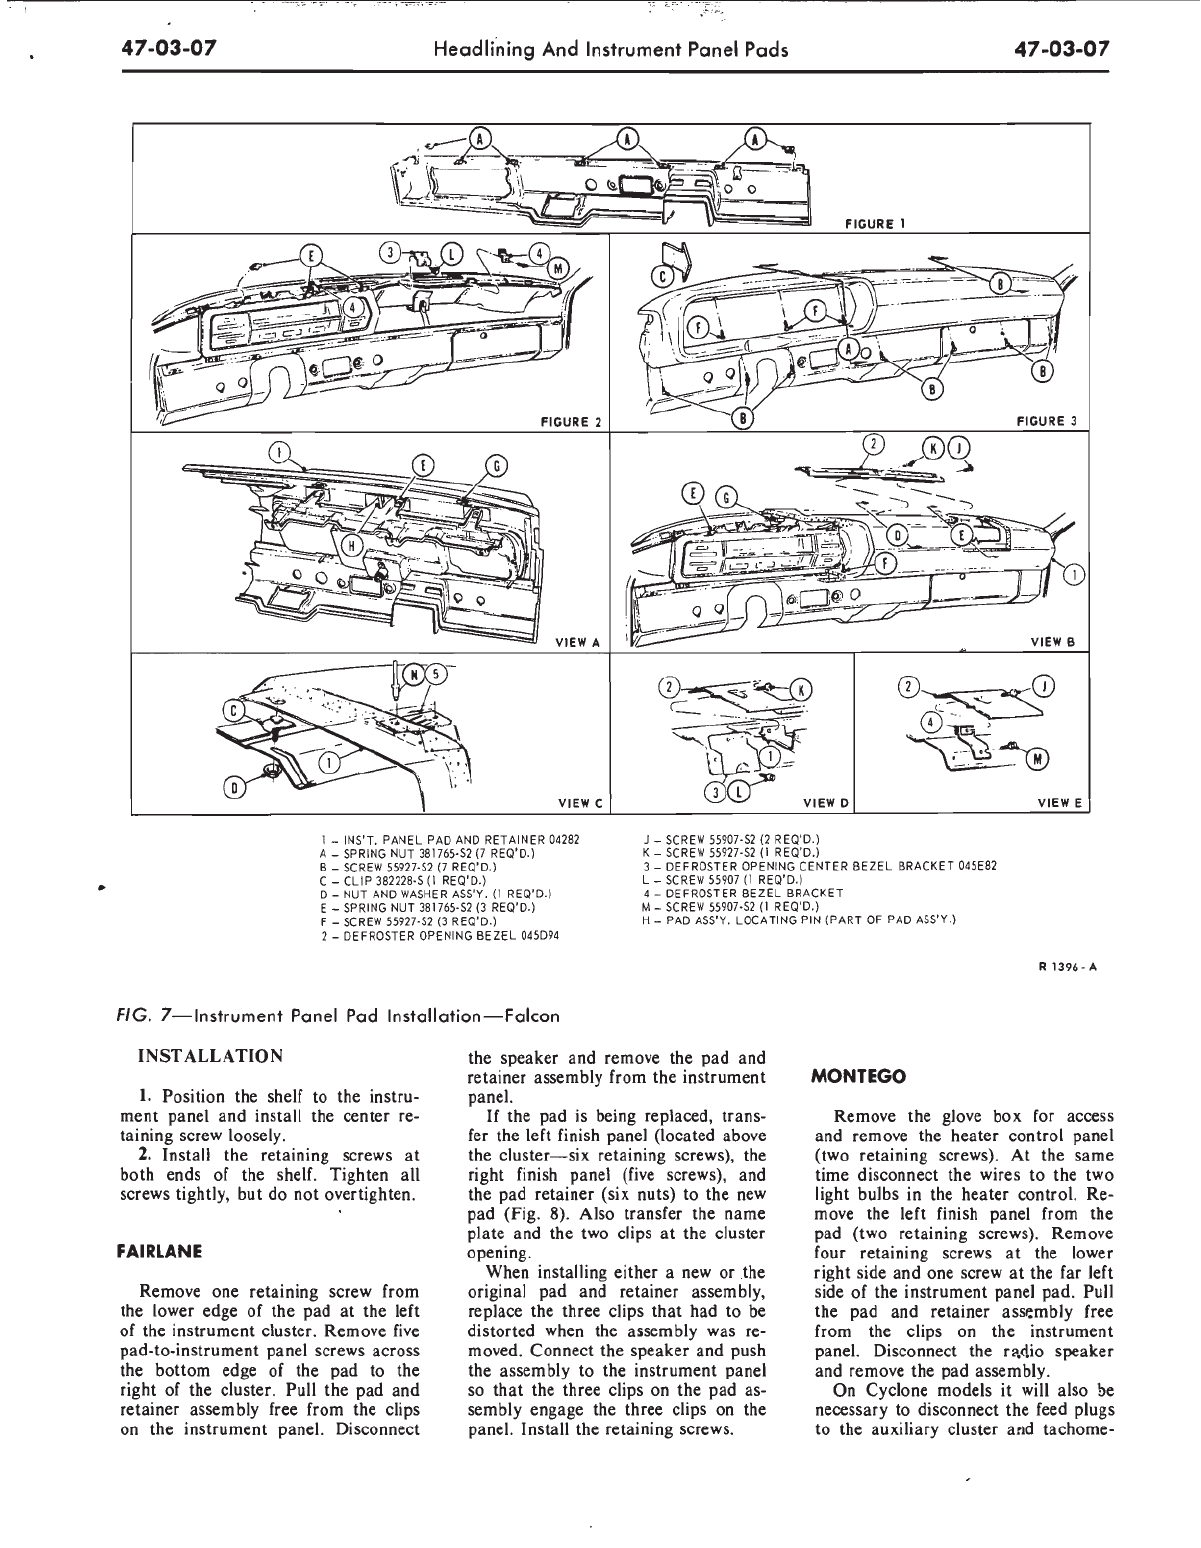 47-03-07 Headlining And Instrument Panel Pads 47-03-07
A A A
FIGURE 1
E 3 L 4 M
4
FIGURE 2
C B
F F
A
B B B
FIGURE 3
1 E G
H
VIEW A
2 K J
E G
D E
F 1
VIEW B
N 5
C
1
D
VIEW C
2 K
1
3 L
VIEW D
2 J
4
M
VIEW E
1 – INS'T. PANEL PAD AND RETAINER 04282
A – SPRING NUT 381765-S2 (7 REQ'D.)
B – SCREW 55927-S2 (7 REQ'D.)
C – CLIP 382228-S (1 REQ'D.)
D – NUT AND WASHER ASS'Y. (1 REQ'D.)
E – SPRING NUT 381765-S2 (3 REQ'D.)
F – SCREW 55927-S2 (3 REQ'D.)
2 – DEFROSTER OPENING BEZEL 045D94
J – SCREW 55907-S2 (2 REQ'D.)
K – SCREW 55927-S2 (1 REQ'D.)
3 – DEFROSTER OPENING CENTER BEZEL BRACKET 045E82
L – SCREW 55907 (1 REQ'D.)
4 – DEFROSTER BEZEL BRACKET
M – SCREW 55907-S2 (1 REQ'D.)
H – PAD ASS'Y. LOCATING PIN (PART OF PAD ASS'Y.)
R 1396-A
FIG. 7—Instrument Panel Pad Installation—Falcon
INSTALLATION
1. Position the shelf to the instru-
ment panel and install the center re-
taining screw loosely.
2. Install the retaining screws at
both ends of the shelf. Tighten all
screws tightly, but do not overtighten.
FAIRLANE
Remove one retaining screw from
the lower edge of the pad at the left
of the instrument cluster. Remove five
pad-to-instrument panel screws across
the bottom edge of the pad to the
right of the cluster. Pull the pad and
retainer assembly free from the clips
on the instrument panel. Disconnect
the speaker and remove the pad and
retainer assembly from the instrument
panel.
If the pad is being replaced, trans-
fer the left finish panel (located above
the cluster—six retaining screws), the
right finish panel (five screws), and
the pad retainer (six nuts) to the new
pad (Fig. 8). Also transfer the name
plate and the two clips at the cluster
opening.
When installing either a new or the
original pad and retainer assembly,
replace the three clips that had to be
distorted when the assembly was re-
moved. Connect the speaker and push
the assembly to the instrument panel
so that the three clips on the pad as-
sembly engage the three clips on the
panel. Install the retaining screws.
MONTEGO
Remove the glove box for access
and remove the heater control panel
(two retaining screws). At the same
time disconnect the wires to the two
light bulbs in the heater control. Re-
move the left finish panel from the
pad (two retaining screws). Remove
four retaining screws at the lower
right side and one screw at the far left
side of the instrument panel pad. Pull
the pad and retainer assembly free
from the clips on the instrument
panel. Disconnect the radio speaker
and remove the pad assembly.
On Cyclone models it will also be
necessary to disconnect the feed plugs
to the auxiliary cluster and tachome-